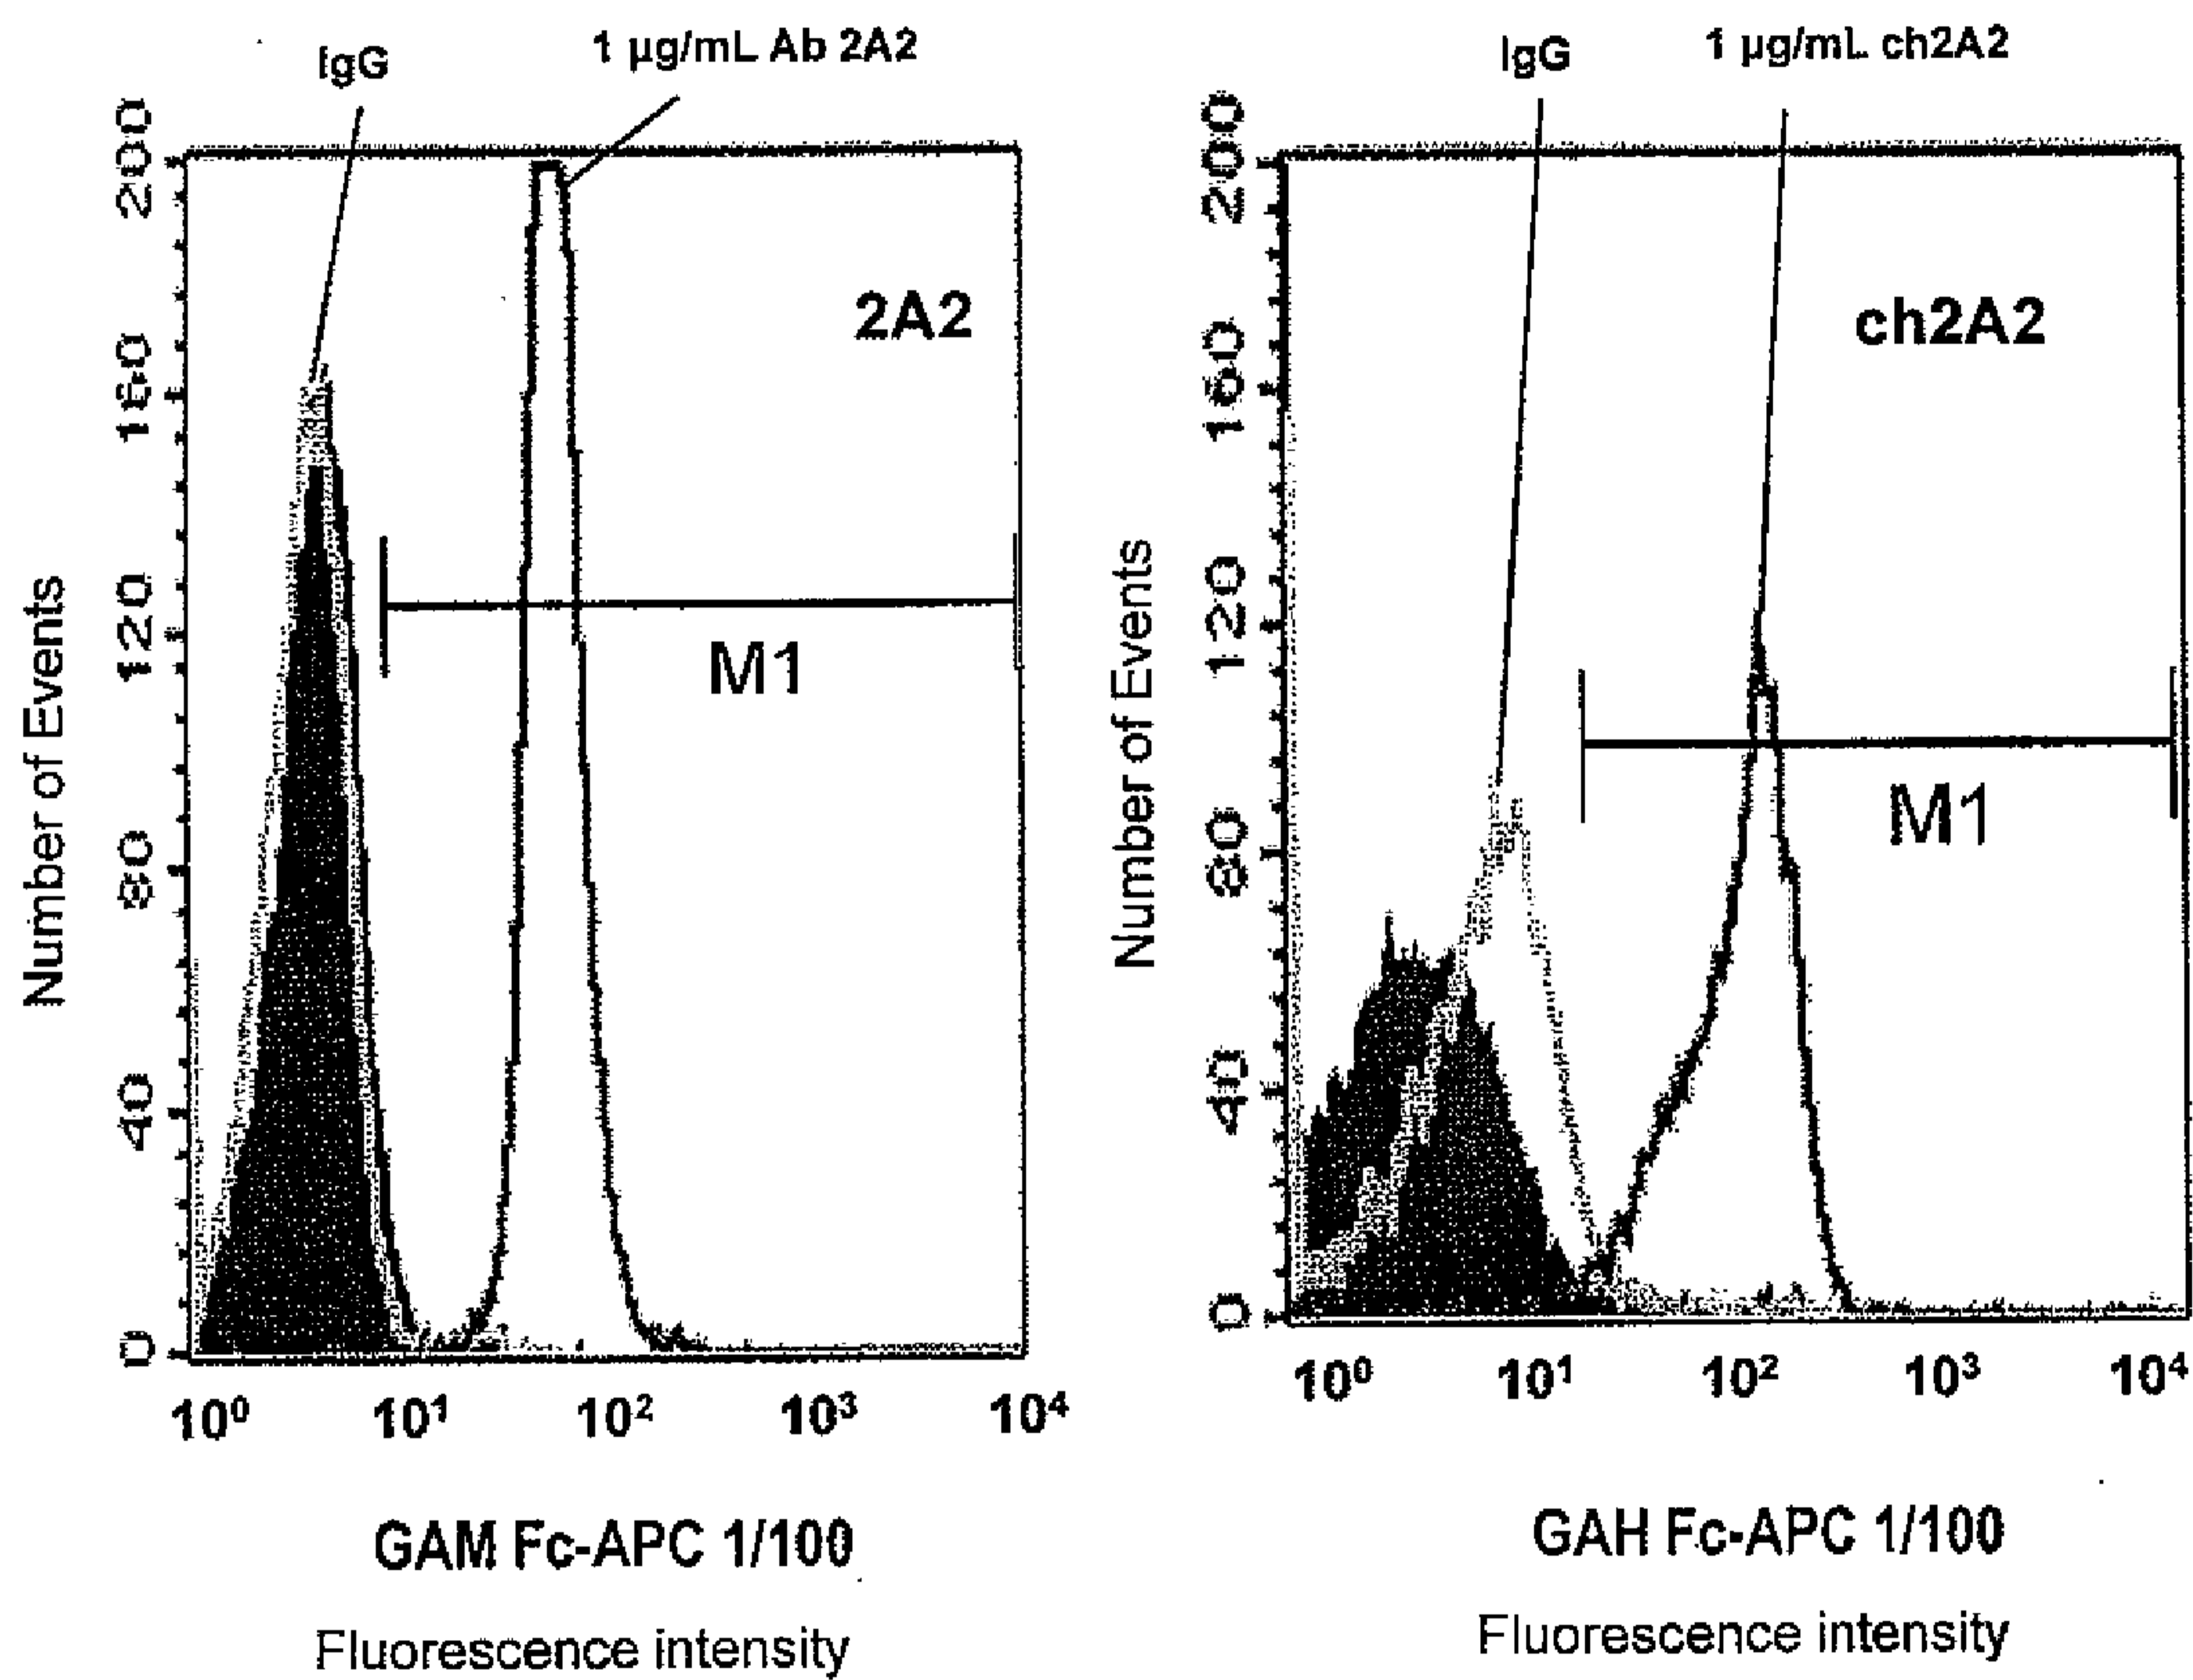 IgG
1 µg/mL Ab 2A2
200
160
120
80
40
0
Number of Events
2A2
M1
10⁰ 10¹ 10² 10³ 10⁴
GAM Fc-APC 1/100
Fluorescence intensity
IgG
1 µg/mL ch2A2
200
160
120
80
40
0
Number of Events
ch2A2
M1
10⁰ 10¹ 10² 10³ 10⁴
GAH Fc-APC 1/100
Fluorescence intensity